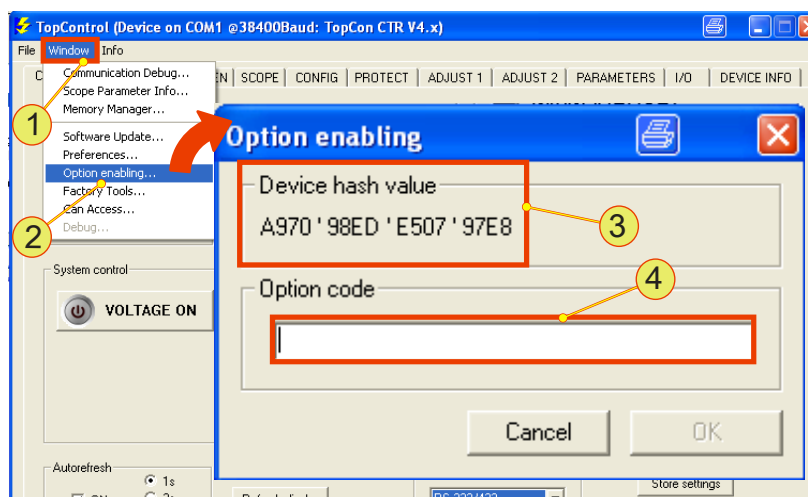 TopControl (Device on COM1 @38400Baud: TopCon CTR V4.x)
File Window Info
EN | SCOPE | CONFIG | PROTECT | ADJUST 1 | ADJUST 2 | PARAMETERS | I/O | DEVICE INFO
Communication Debug...
Scope Parameter Info...
Memory Manager...
1
Software Update...
Preferences...
Option enabling...
Factory Tools...
Can Access...
Debug...
2
Option enabling
Device hash value
A970 ' 98ED ' E507 ' 97E8
3
Option code
4
Cancel
OK
System control
VOLTAGE ON
Autorefresh
1s
Store settings